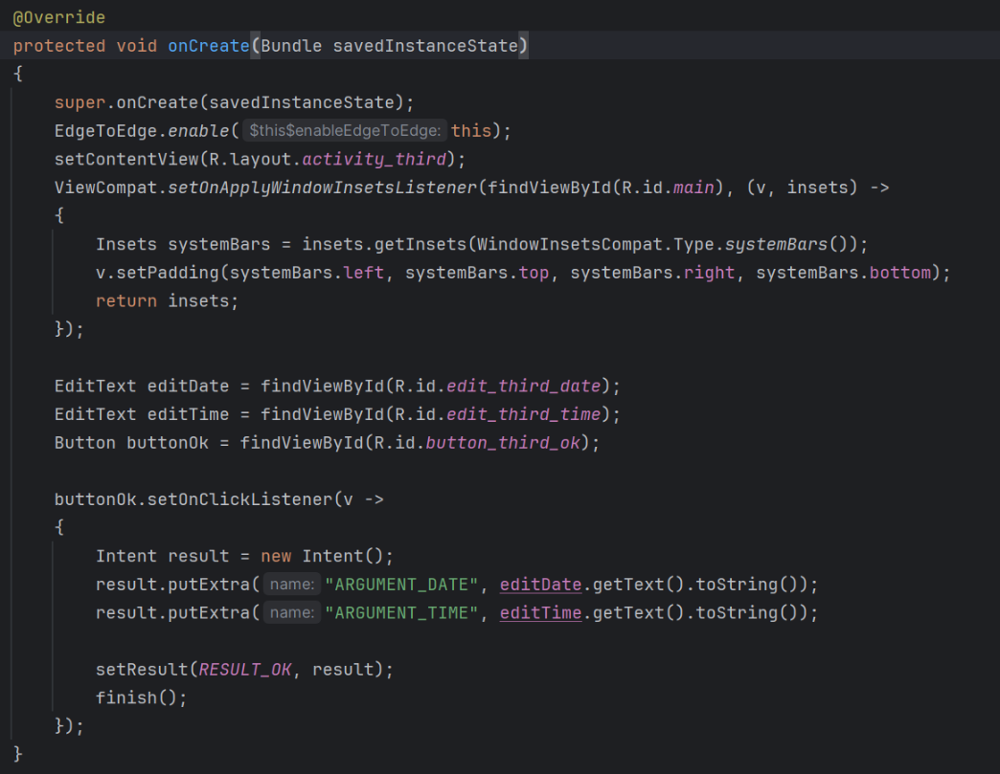 @Override
protected void onCreate(Bundle savedInstanceState)
{
    super.onCreate(savedInstanceState);
    EdgeToEdge.enable( $this$enableEdgeToEdge: this);
    setContentView(R.layout.activity_third);
    ViewCompat.setOnApplyWindowInsetsListener(findViewById(R.id.main), (v, insets) ->
    {
        Insets systemBars = insets.getInsets(WindowInsetsCompat.Type.systemBars());
        v.setPadding(systemBars.left, systemBars.top, systemBars.right, systemBars.bottom);
        return insets;
    });

    EditText editDate = findViewById(R.id.edit_third_date);
    EditText editTime = findViewById(R.id.edit_third_time);
    Button buttonOk = findViewById(R.id.button_third_ok);

    buttonOk.setOnClickListener(v ->
    {
        Intent result = new Intent();
        result.putExtra( name: "ARGUMENT_DATE", editDate.getText().toString());
        result.putExtra( name: "ARGUMENT_TIME", editTime.getText().toString());

        setResult(RESULT_OK, result);
        finish();
    });
}